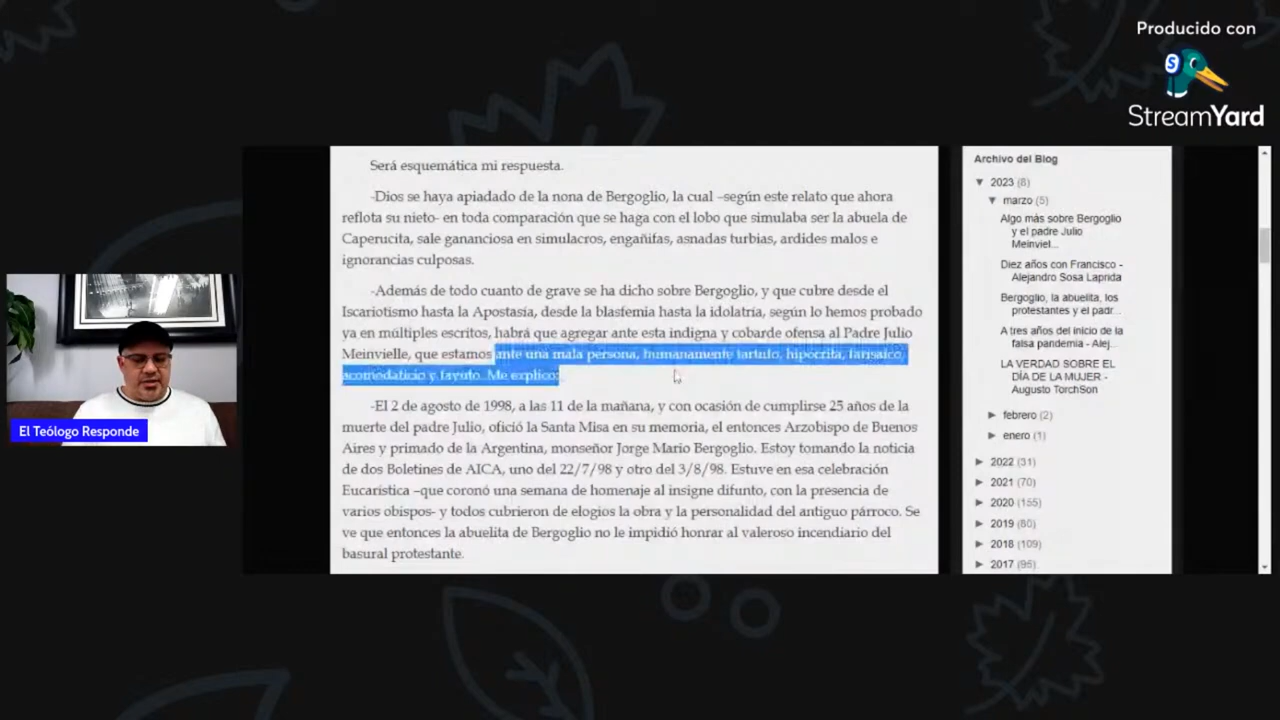 Producido con
StreamYard
Será esquemática mi respuesta.
-Dios se haya apiadado de la nona de Bergoglio, la cual –según este relato que ahora
reflota su nieto- en toda comparación que se haga con el lobo que simulaba ser la abuela de
Caperucita, sale gananciosa en simulacros, engañifas, asnadas turbias, ardides malos e
ignorancias culposas.
-Además de todo cuanto de grave se ha dicho sobre Bergoglio, y que cubre desde el
Iscariotismo hasta la Apostasía, desde la blasfemia hasta la idolatría, según lo hemos probado
ya en múltiples escritos, habrá que agregar ante esta indigna y cobarde ofensa al Padre Julio
Meinvielle, que estamos ante una mala persona, humanamente tartufo, hipócrita, farisaico,
acomodaticio y fayuto. Me explico:
-El 2 de agosto de 1998, a las 11 de la mañana, y con ocasión de cumplirse 25 años de la
muerte del padre Julio, ofició la Santa Misa en su memoria, el entonces Arzobispo de Buenos
Aires y primado de la Argentina, monseñor Jorge Mario Bergoglio. Estoy tomando la noticia
de dos Boletines de AICA, uno del 22/7/98 y otro del 3/8/98. Estuve en esa celebración
Eucarística –que coronó una semana de homenaje al insigne difunto, con la presencia de
varios obispos- y todos cubrieron de elogios la obra y la personalidad del antiguo párroco. Se
ve que entonces la abuelita de Bergoglio no le impidió honrar al valeroso incendiario del
basural protestante.
Archivo del Blog
▼ 2023 (8)
▼ marzo (5)
Algo más sobre Bergoglio
y el padre Julio
Meinviel...
Diez años con Francisco -
Alejandro Sosa Laprida
Bergoglio, la abuelita, los
protestantes y el padr...
A tres años del inicio de la
falsa pandemia - Alej...
LA VERDAD SOBRE EL
DÍA DE LA MUJER -
Augusto TorchSon
► febrero (2)
► enero (1)
► 2022 (31)
► 2021 (70)
► 2020 (155)
► 2019 (80)
► 2018 (109)
► 2017 (95)
El Teólogo Responde